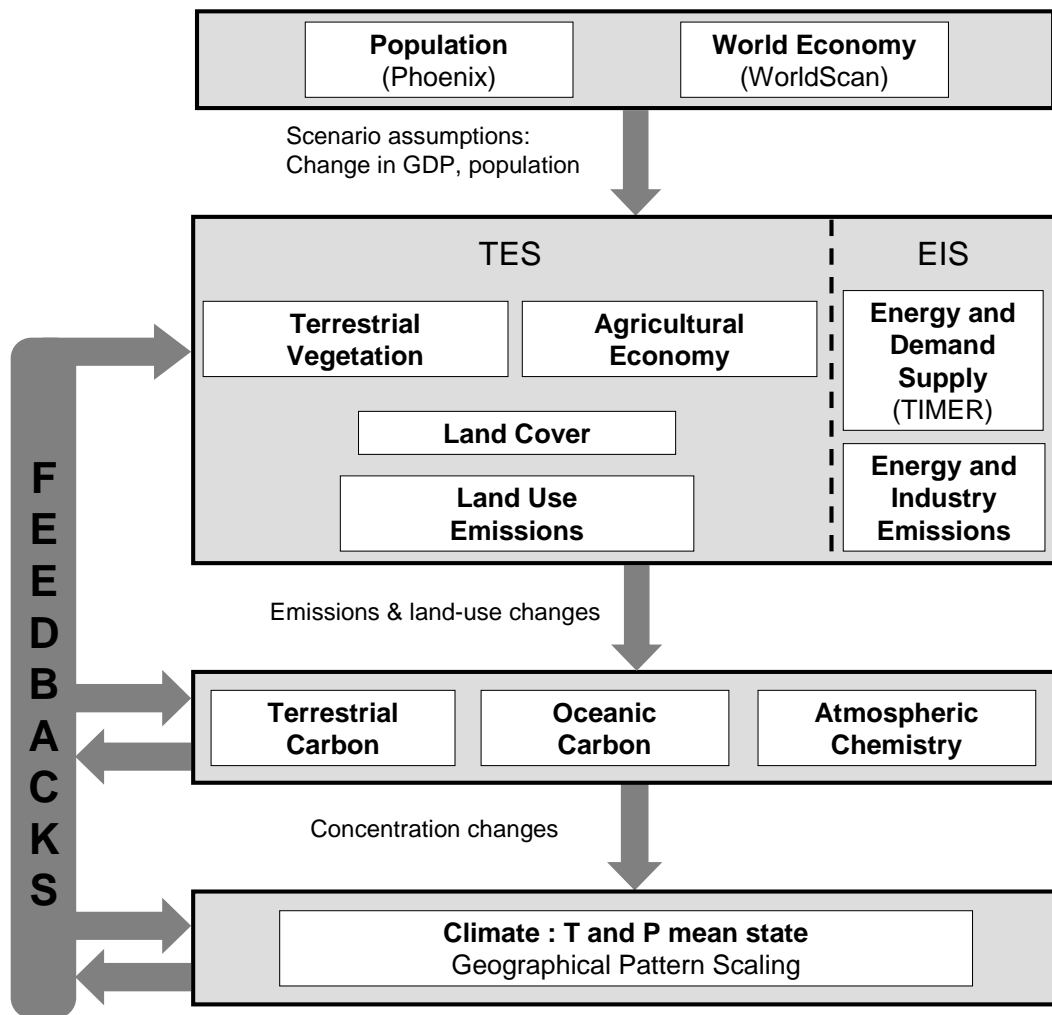 Population
(Phoenix)
World Economy
(WorldScan)
Scenario assumptions:
Change in GDP, population
TES
EIS
Terrestrial
Vegetation
Agricultural
Economy
Energy and
Demand
Supply
(TIMER)
Land Cover
Energy and
Industry
Emissions
Land Use
Emissions
Emissions & land-use changes
Terrestrial
Carbon
Oceanic
Carbon
Atmospheric
Chemistry
Concentration changes
Climate : T and P mean state
Geographical Pattern Scaling
FEEDBACKS